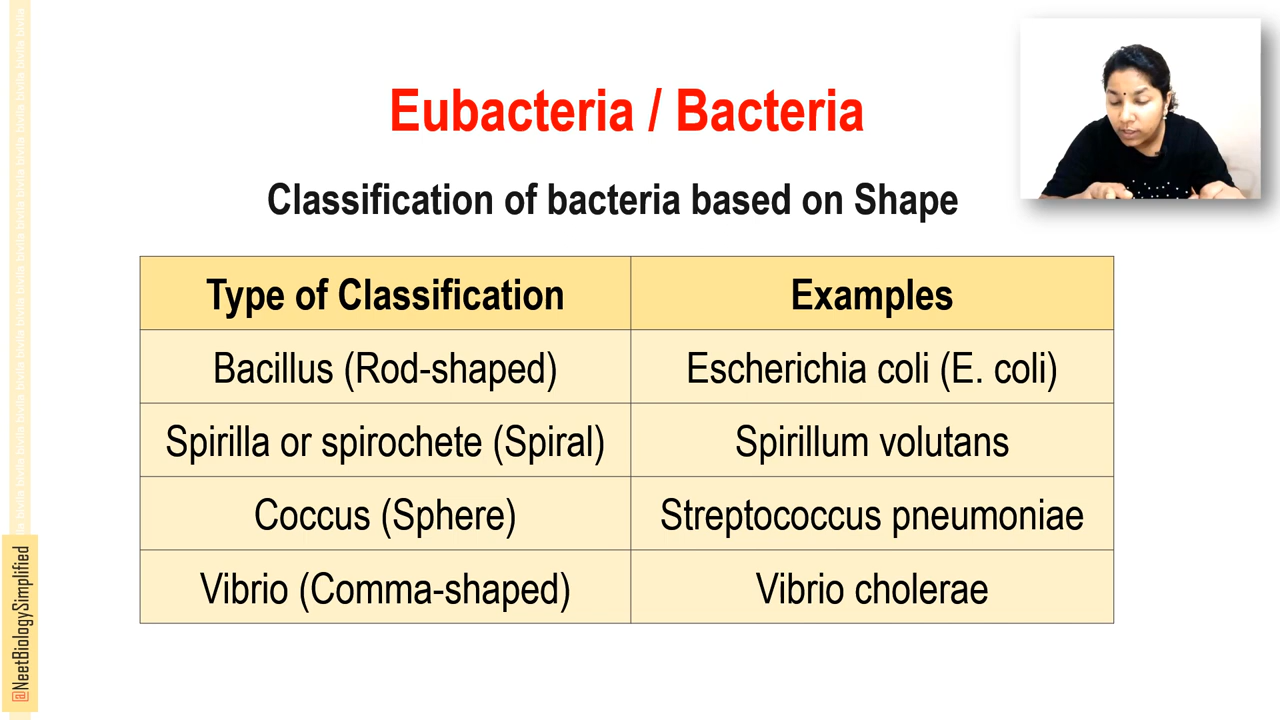 Eubacteria / Bacteria
Classification of bacteria based on Shape
Type of Classification
Examples
Bacillus (Rod-shaped)
Escherichia coli (E. coli)
Spirilla or spirochete (Spiral)
Spirillum volutans
Coccus (Sphere)
Streptococcus pneumoniae
Vibrio (Comma-shaped)
Vibrio cholerae
@NeetBiologySimplified